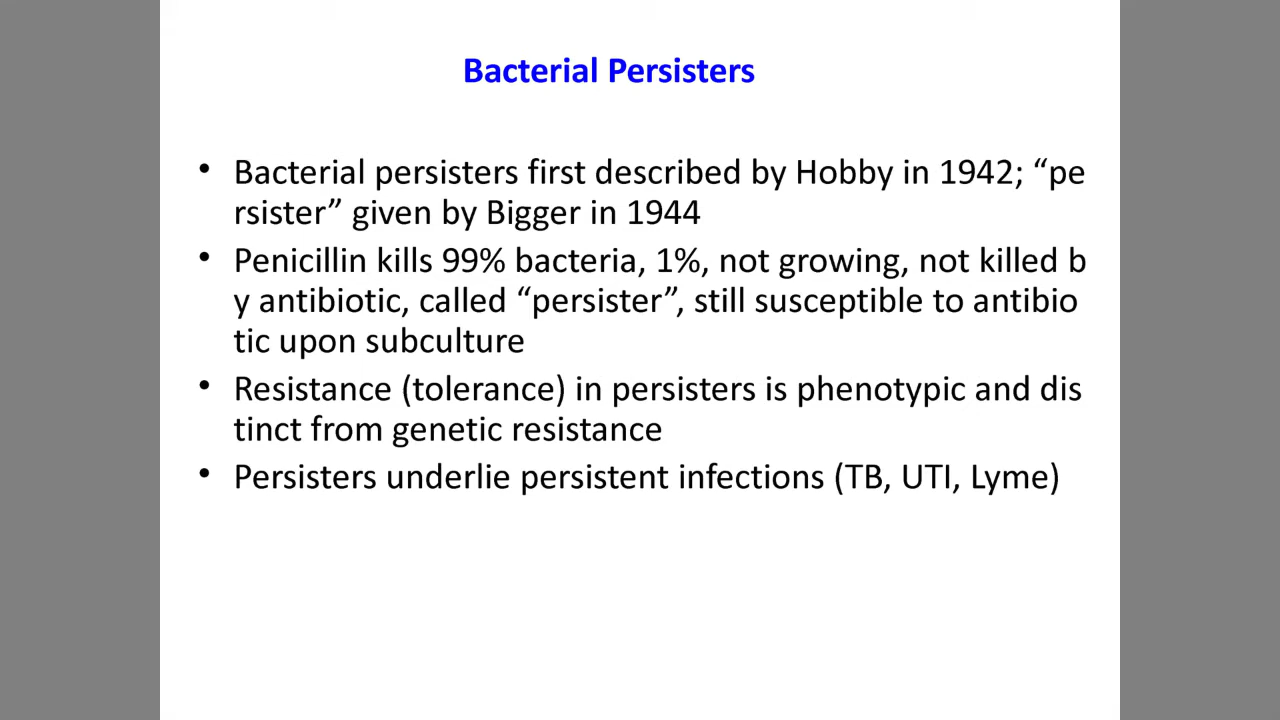 Bacterial Persisters
• Bacterial persisters first described by Hobby in 1942; “pe
rsister” given by Bigger in 1944
• Penicillin kills 99% bacteria, 1%, not growing, not killed b
y antibiotic, called “persister”, still susceptible to antibio
tic upon subculture
• Resistance (tolerance) in persisters is phenotypic and dis
tinct from genetic resistance
• Persisters underlie persistent infections (TB, UTI, Lyme)